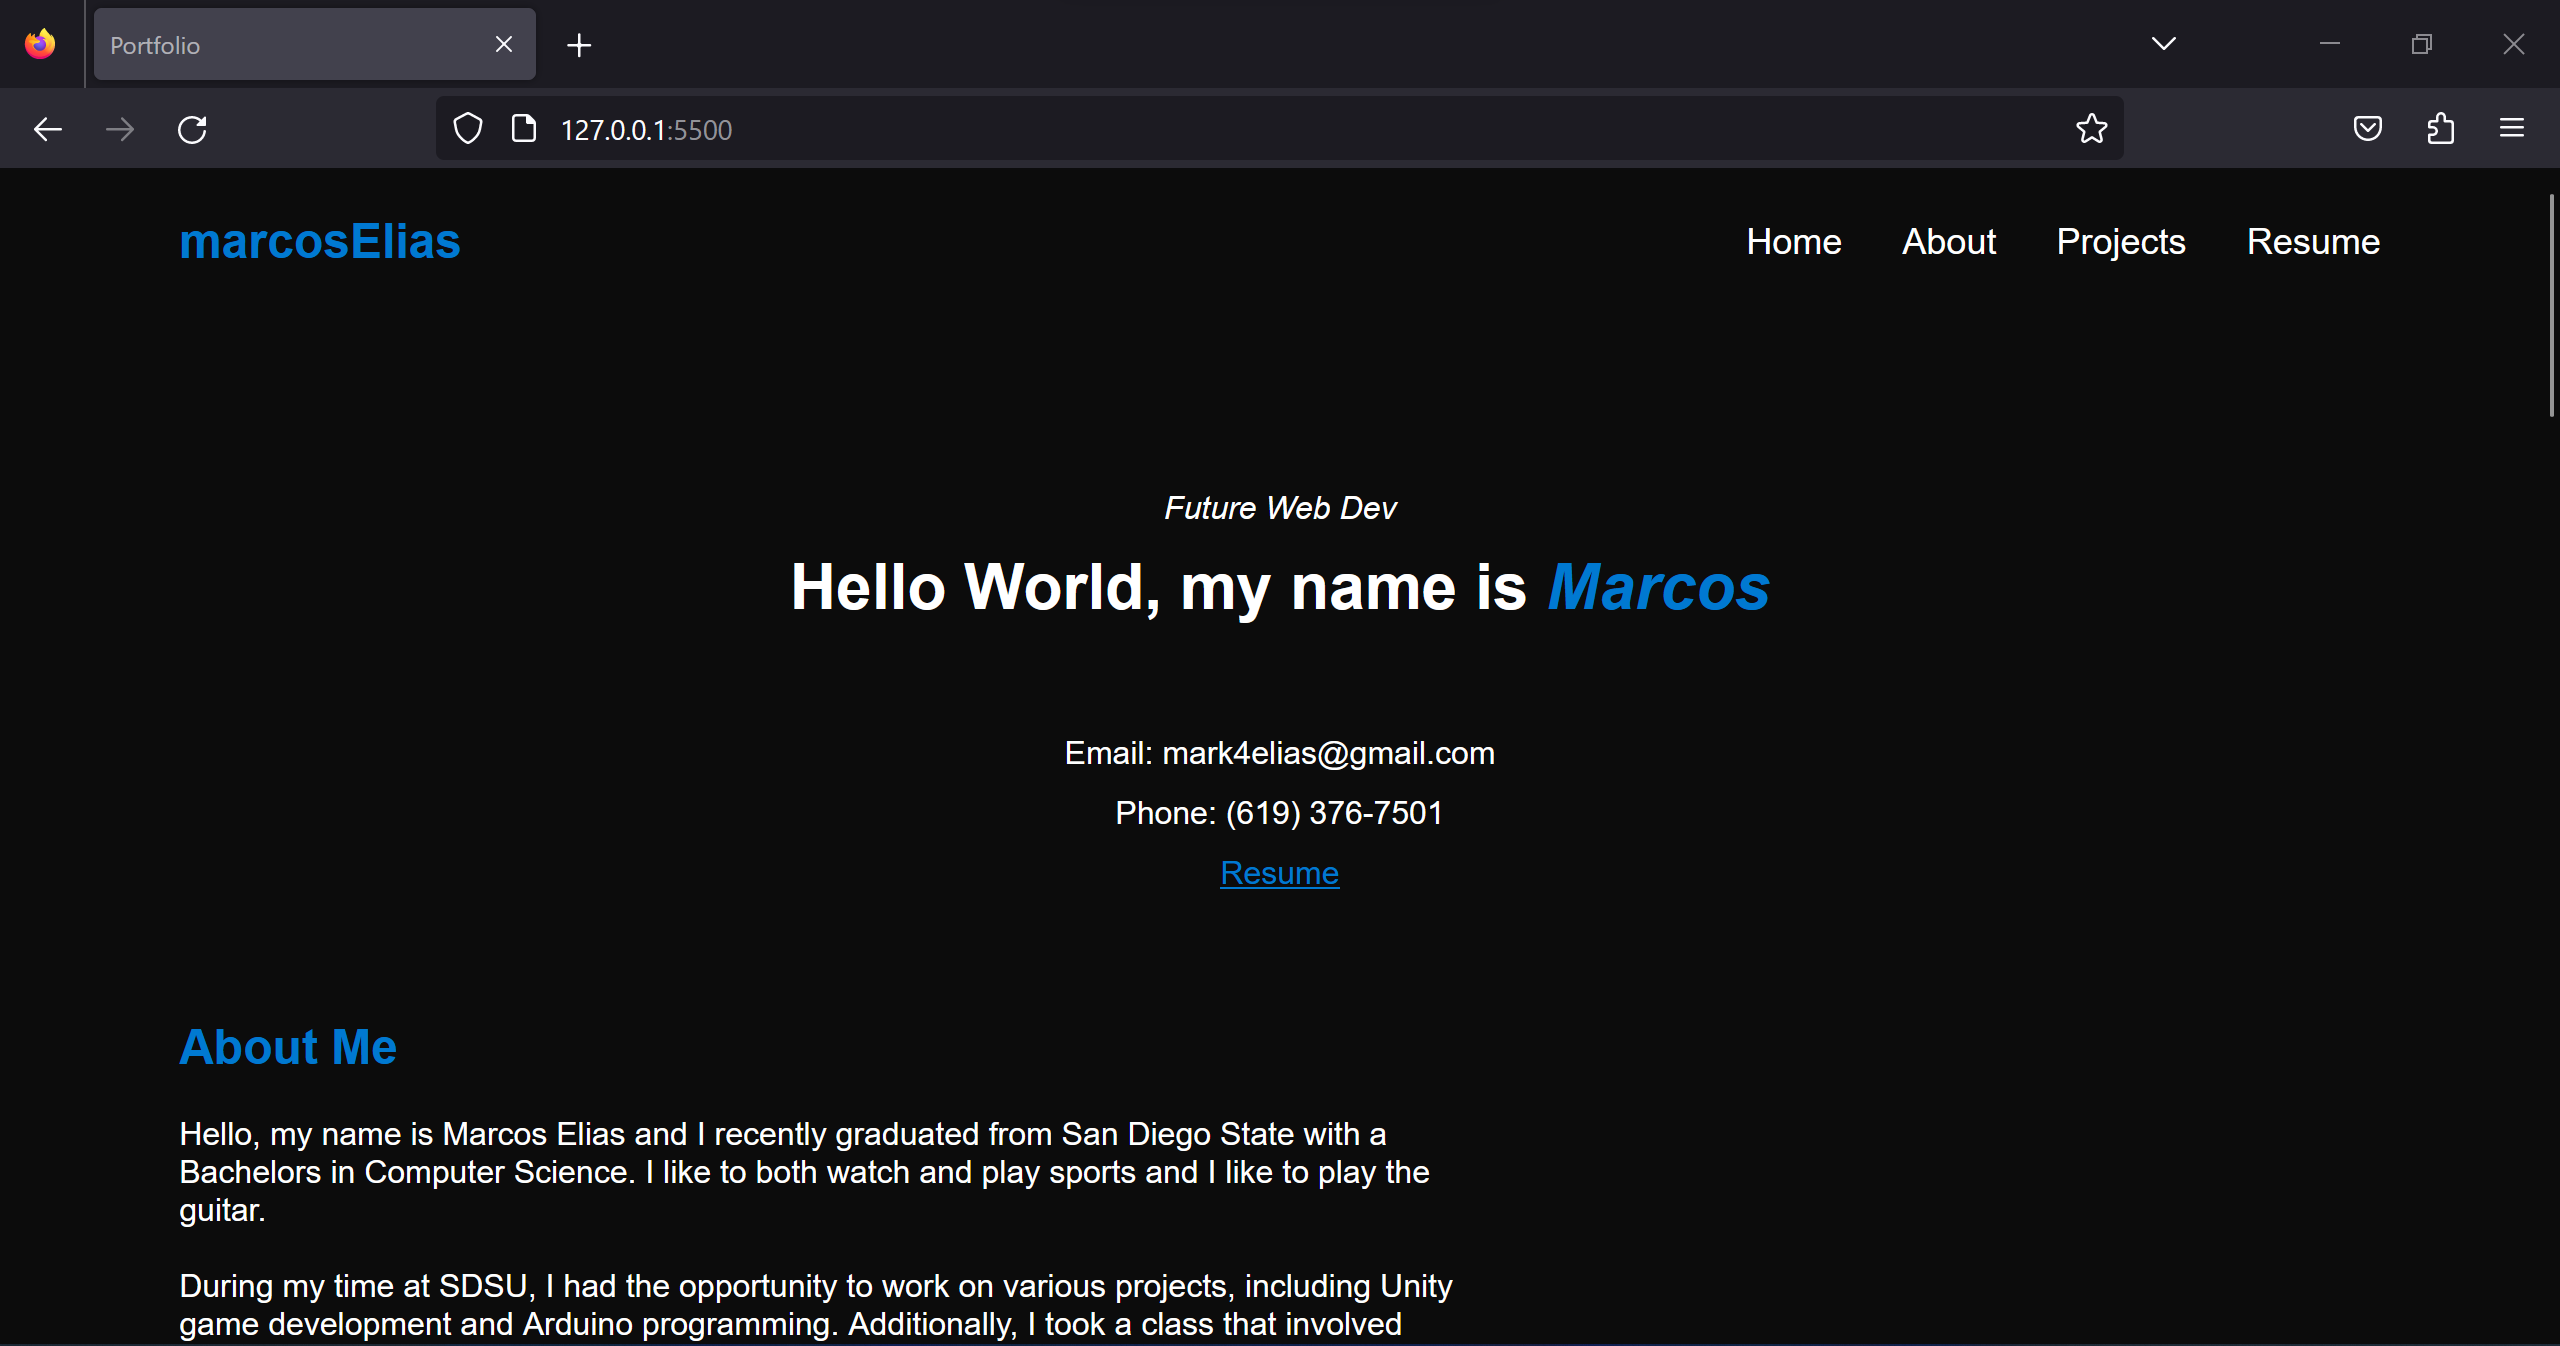 Portfolio
127.0.0.1:5500
marcosElias
Home About Projects Resume
Future Web Dev
Hello World, my name is Marcos
Email: mark4elias@gmail.com
Phone: (619) 376-7501
Resume
About Me
Hello, my name is Marcos Elias and I recently graduated from San Diego State with a
Bachelors in Computer Science. I like to both watch and play sports and I like to play the
guitar.
During my time at SDSU, I had the opportunity to work on various projects, including Unity
game development and Arduino programming. Additionally, I took a class that involved